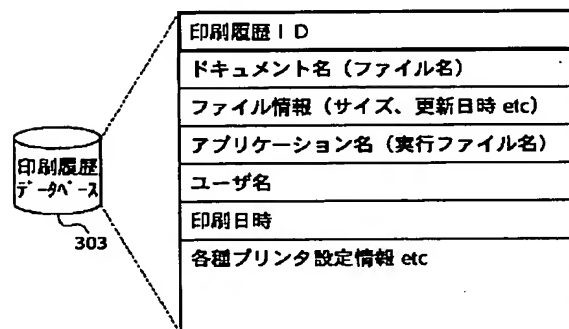 印刷履歴ID
ドキュメント名（ファイル名）
ファイル情報（サイズ、更新日時 etc）
アプリケーション名（実行ファイル名）
ユーザ名
印刷日時
各種プリンタ設定情報 etc
印刷履歴
データベース
303